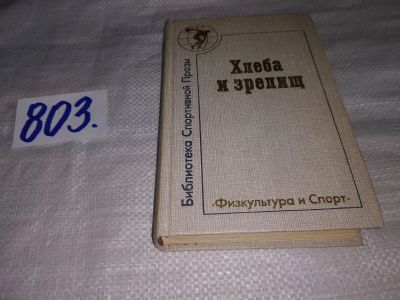 803.
Хлеба
и зрелищ
Библиотека Спортивной Прозы
«Физкультура и Спорт»